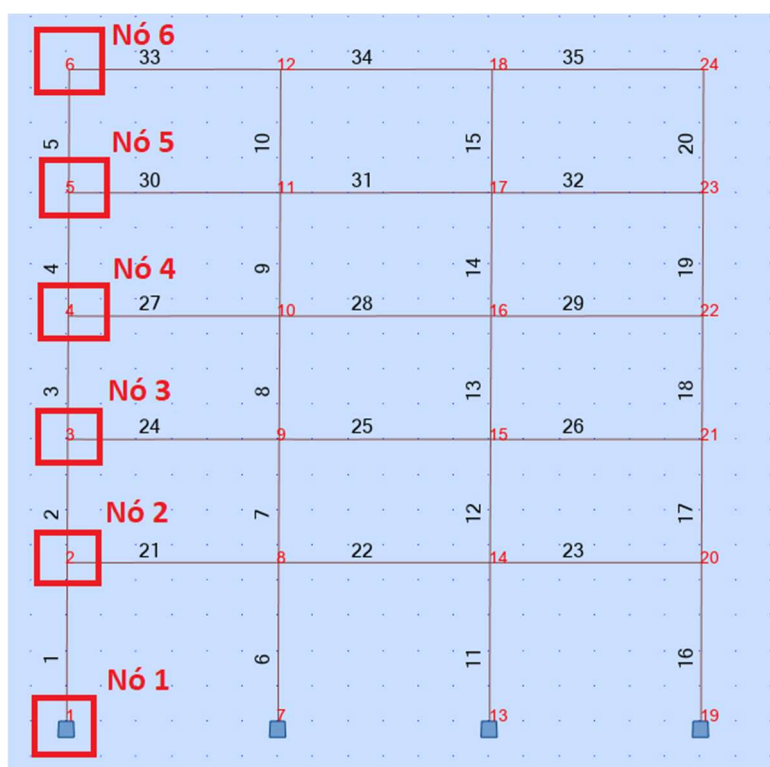 Nó 6
33 34 35
6 12 18 24
5 10 15 20
Nó 5
30 31 32
5 11 17 23
4 9 14 19
Nó 4
27 28 29
4 10 16 22
3 8 13 18
Nó 3
24 25 26
3 9 15 21
2 7 12 17
Nó 2
21 22 23
2 8 14 20
1 6 11 16
Nó 1
1 7 13 19